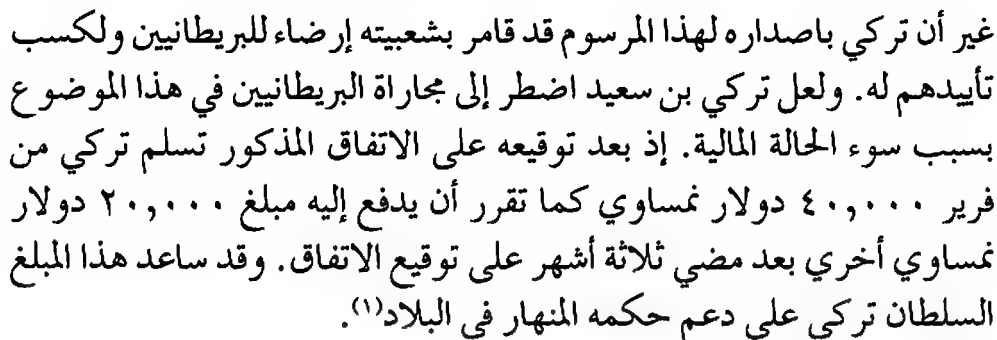 غير أن تركي باصداره لهذا المرسوم قد قامر بشعبيته إرضاء للبريطانيين ولكسب
تأييدهم له. ولعل تركي بن سعيد اضطر إلى مجاراة البريطانيين في هذا الموضوع
بسبب سوء الحالة المالية. إذ بعد توقيعه على الاتفاق المذكور تسلم تركي من
فرير ٤٠,٠٠٠ دولار نمساوي كما تقرر أن يدفع إليه مبلغ ٢٠,٠٠٠ دولار
نمساوي أخري بعد مضي ثلاثة أشهر على توقيع الاتفاق. وقد ساعد هذا المبلغ
السلطان تركي على دعم حكمه المنهار في البلاد(١).